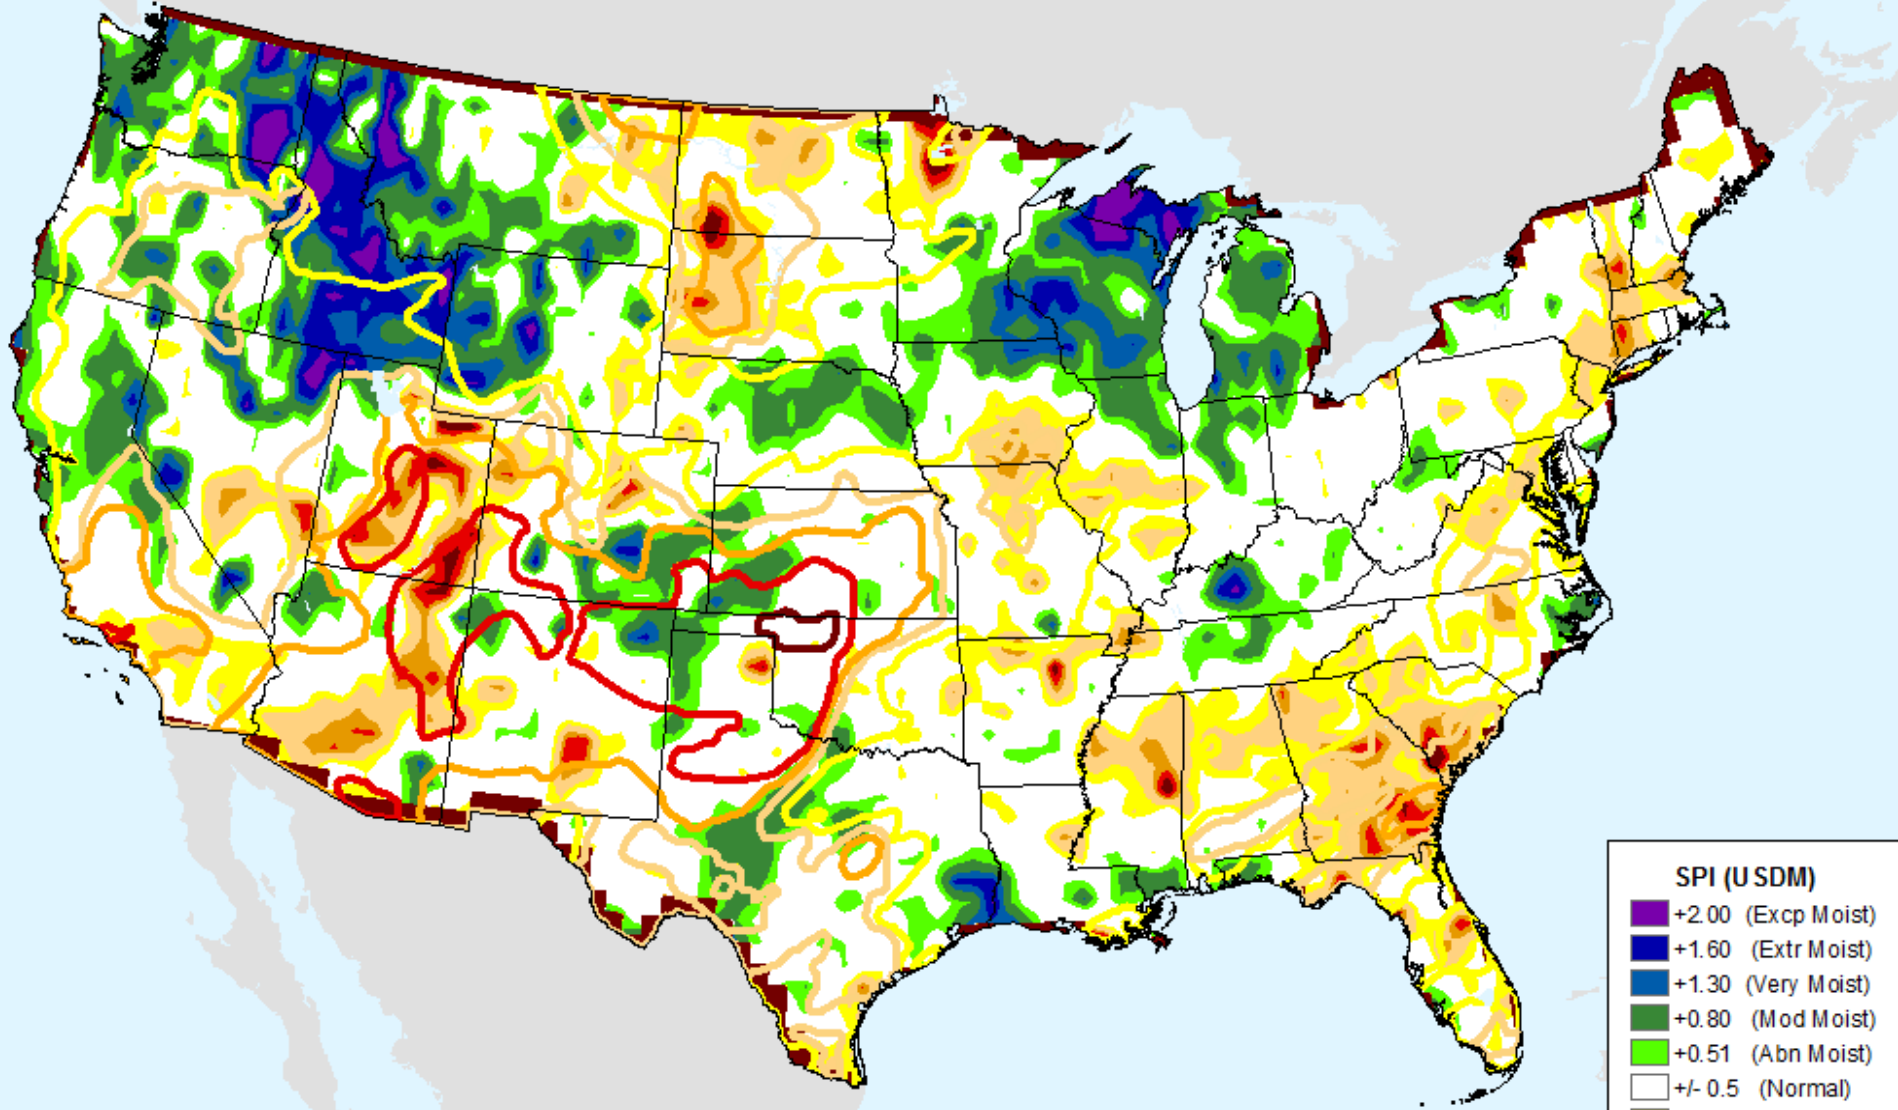 SPI (USDM)
+2.00 (Excp Moist)
+1.60 (Extr Moist)
+1.30 (Very Moist)
+0.80 (Mod Moist)
+0.51 (Abn Moist)
+/- 0.5 (Normal)